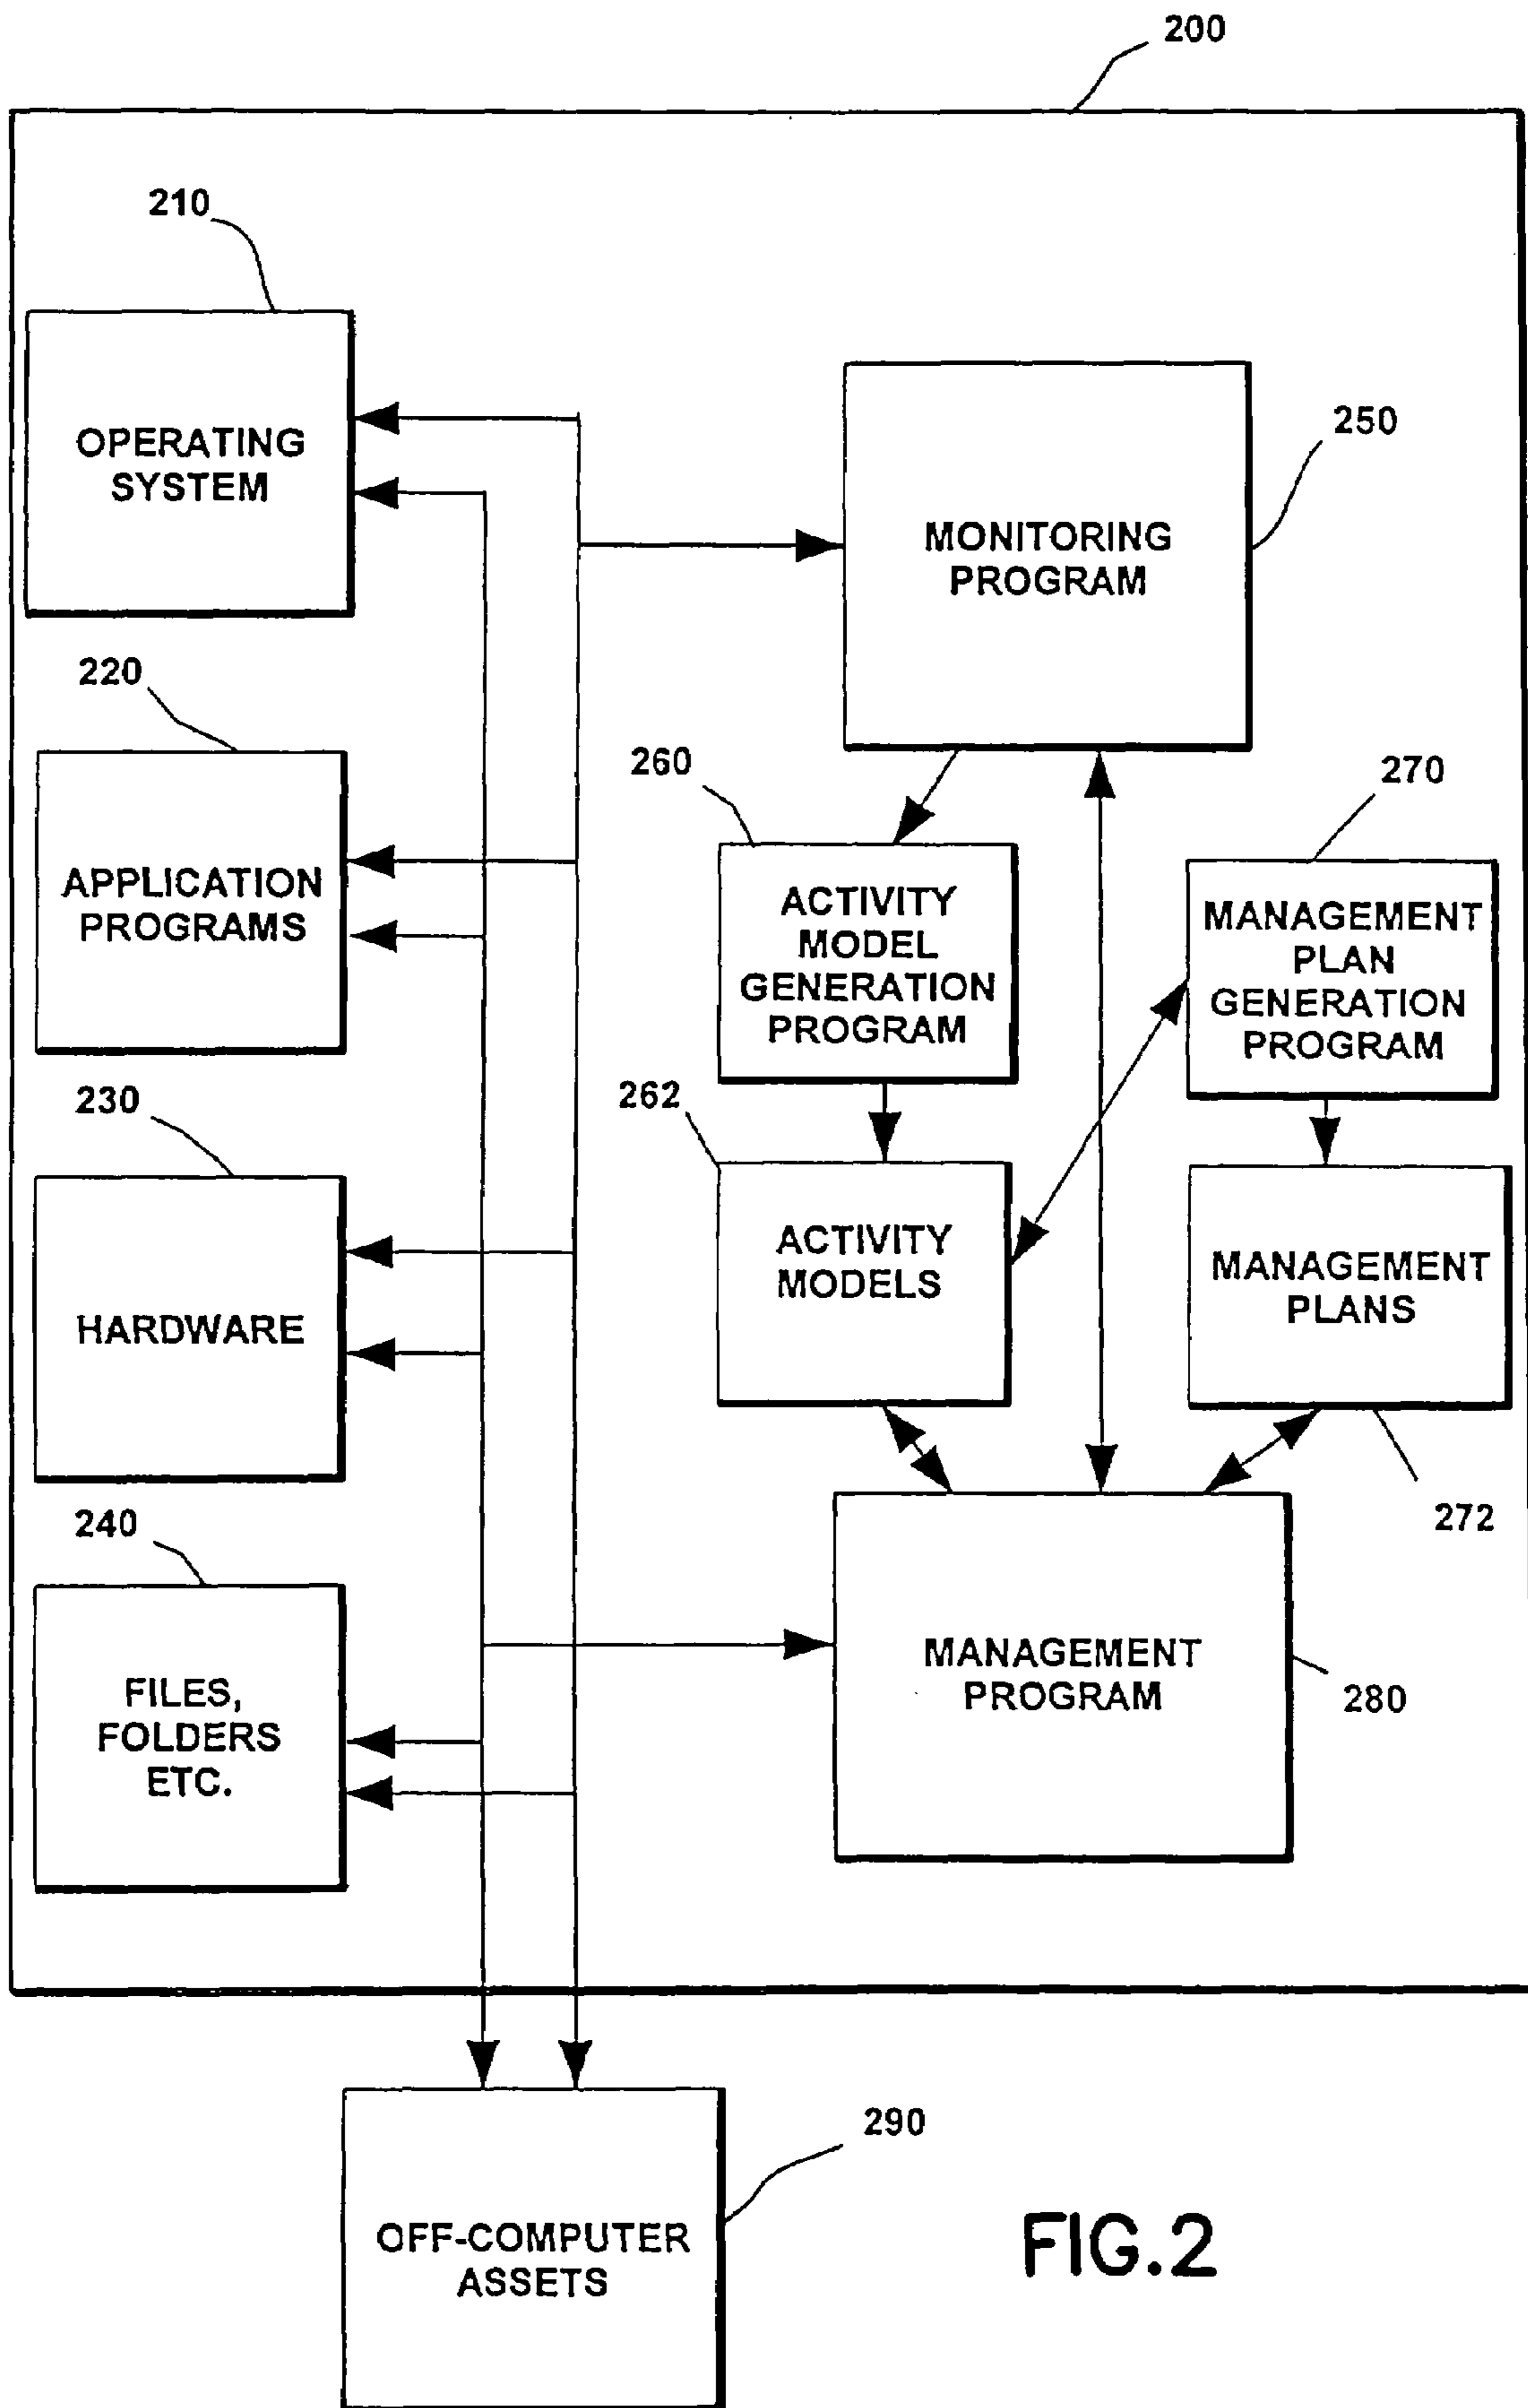 200
210
OPERATING
SYSTEM
250
MONITORING
PROGRAM
220
APPLICATION
PROGRAMS
260
ACTIVITY
MODEL
GENERATION
PROGRAM
270
MANAGEMENT
PLAN
GENERATION
PROGRAM
230
HARDWARE
262
ACTIVITY
MODELS
MANAGEMENT
PLANS
272
240
FILES,
FOLDERS
ETC.
MANAGEMENT
PROGRAM
280
290
OFF-COMPUTER
ASSETS
FIG.2